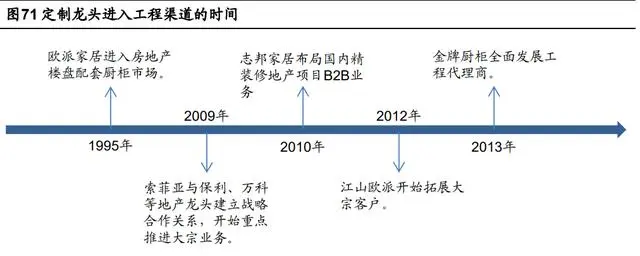 图71 定制龙头进入工程渠道的时间
欧派家居进入房地产
楼盘配套厨柜市场。
志邦家居布局国内精
装修地产项目B2B业
务
金牌厨柜全面发展工
程代理商。
2009年
2012年
1995年
2010年
2013年
索菲亚与保利、万科
等地产龙头建立战略
合作关系，开始重点
推进大宗业务。
江山欧派开始拓展大
宗客户。